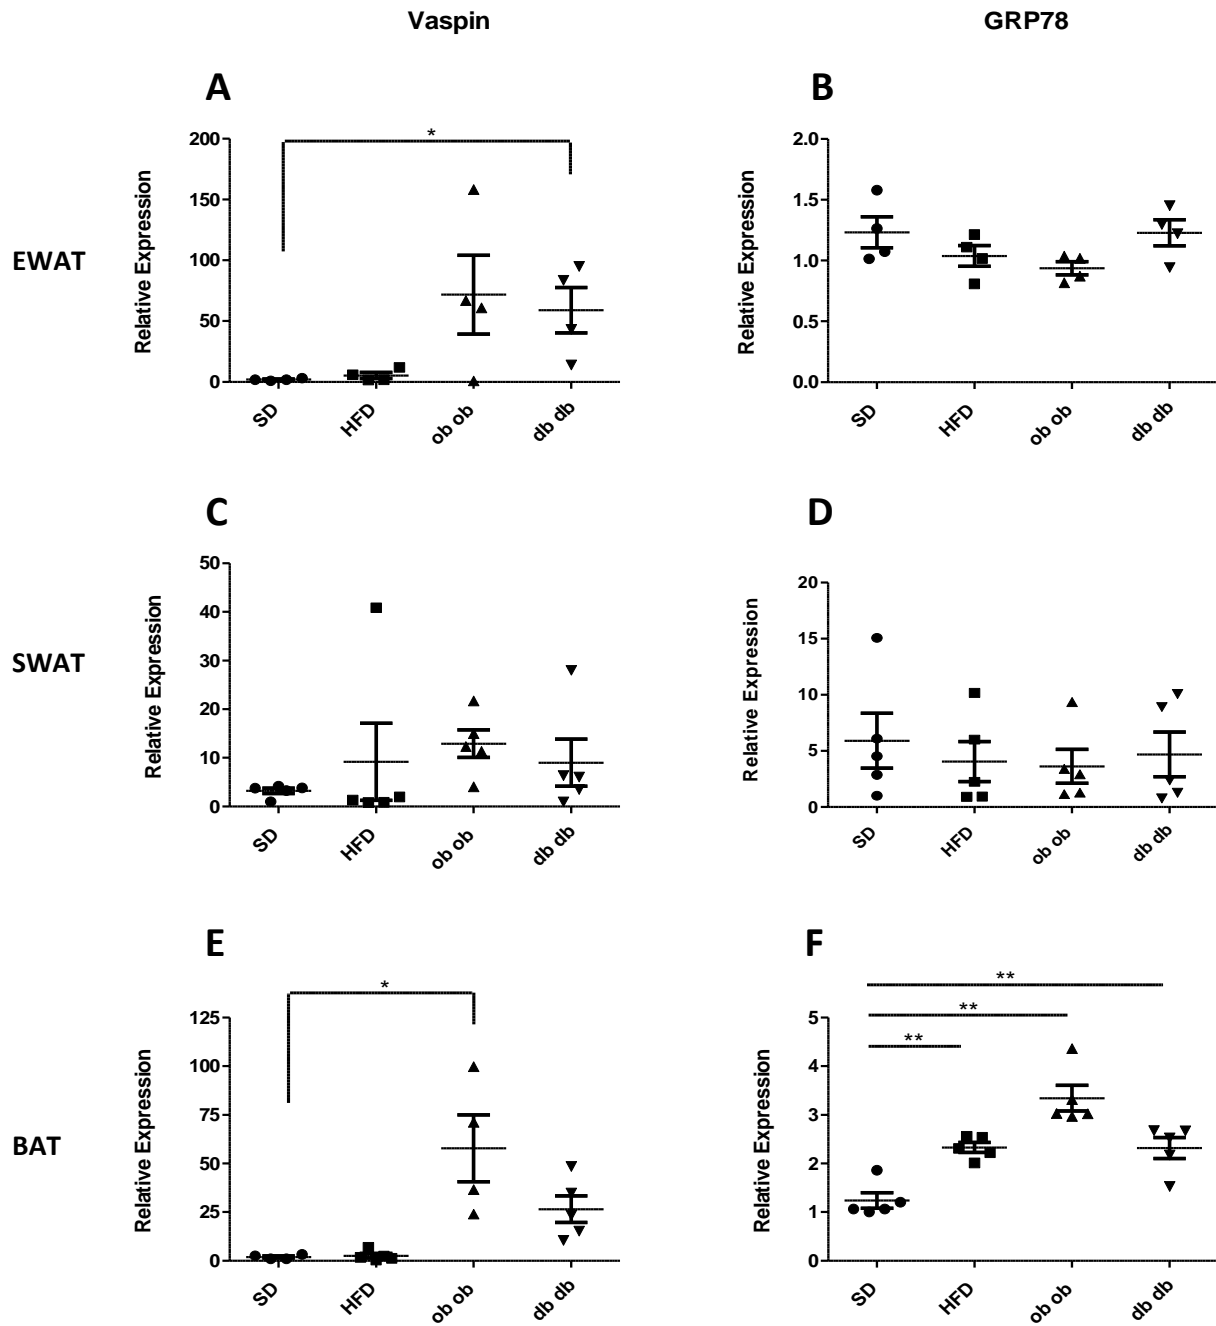 Vaspin
GRP78
EWAT
A
Relative Expression
200
150
100
50
0
*
SD
HFD
ob ob
db db
B
Relative Expression
2.0
1.5
1.0
0.5
0.0
SD
HFD
ob ob
db db
SWAT
C
Relative Expression
50
40
30
20
10
0
SD
HFD
ob ob
db db
D
Relative Expression
20
15
10
5
0
SD
HFD
ob ob
db db
BAT
E
Relative Expression
125
100
75
50
25
0
*
SD
HFD
ob ob
db db
F
Relative Expression
5
4
3
2
1
0
**
**
**
SD
HFD
ob ob
db db